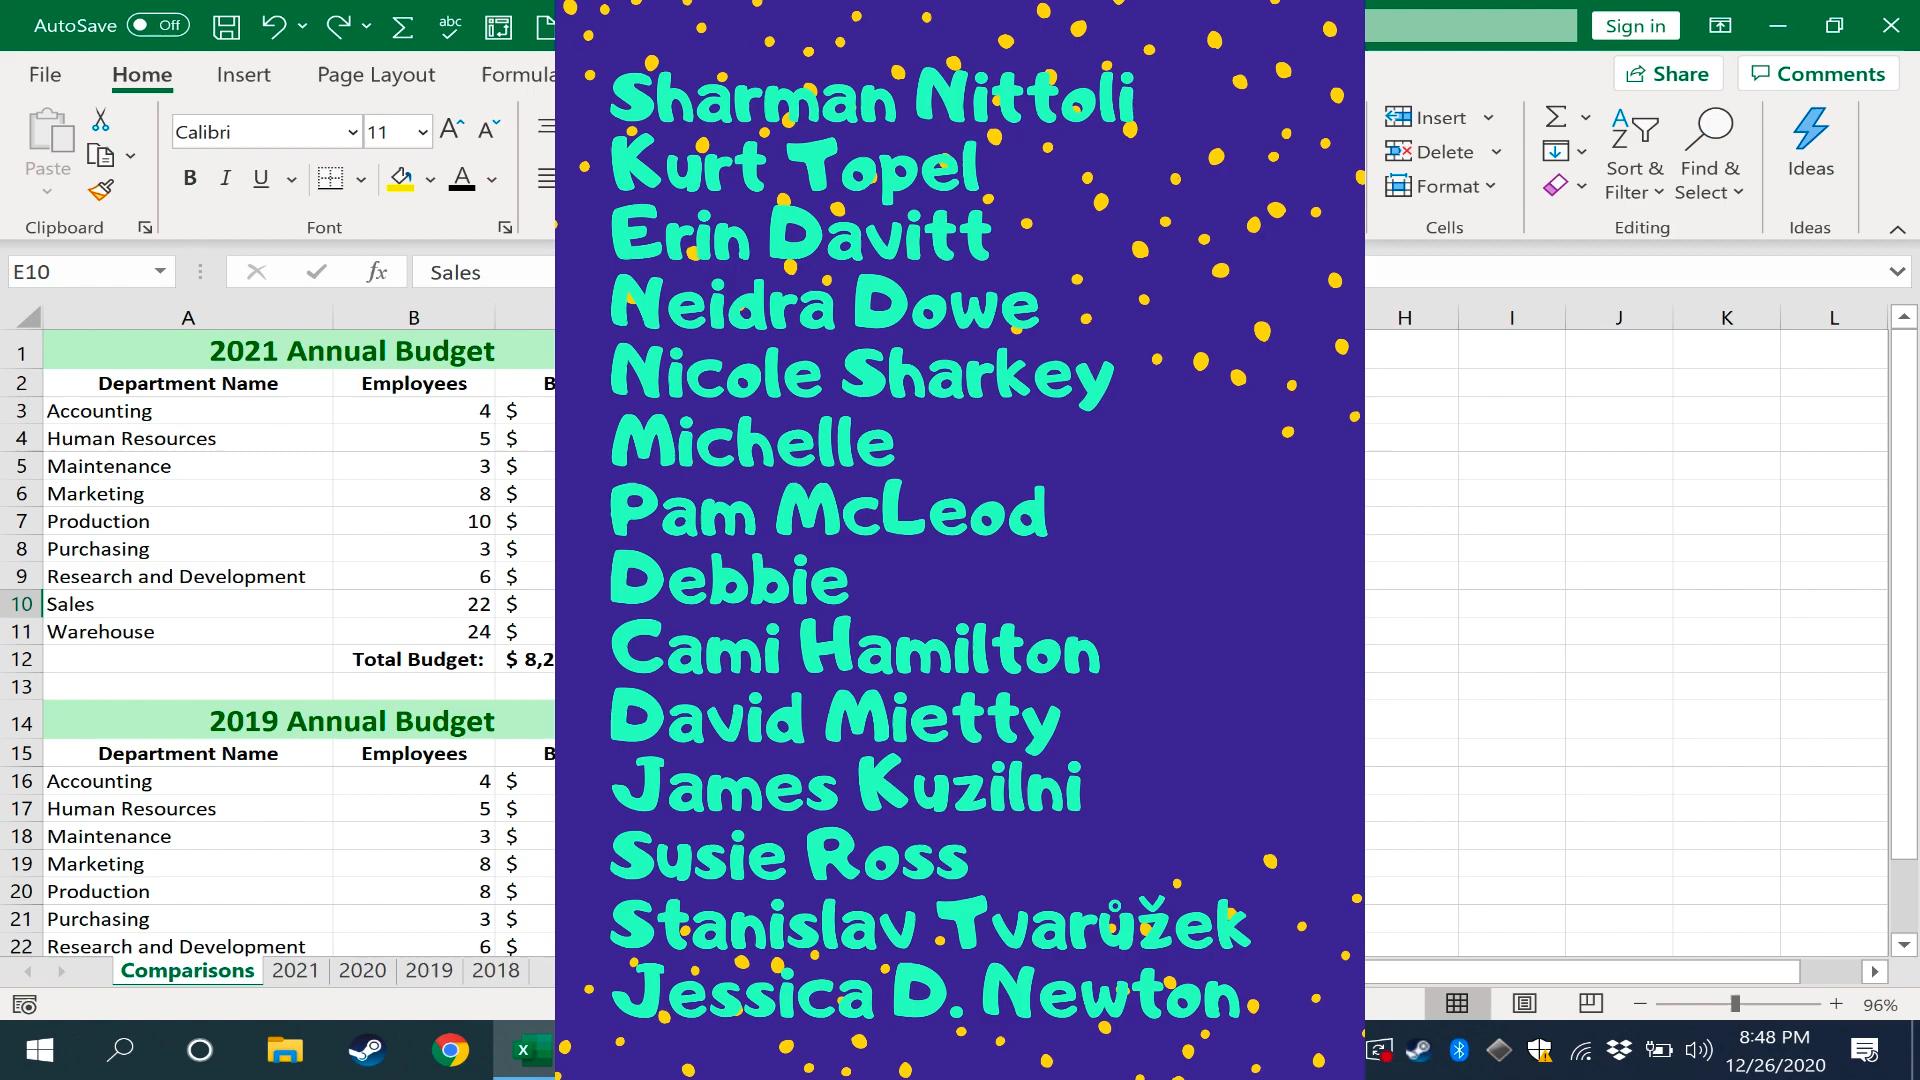 AutoSave Off
abc
Sign in
File Home Insert Page Layout Formula
Share Comments
Calibri 11
Paste
B I U
Clipboard Font
Insert
Delete
Format
Cells
Sort & Filter
Find & Select
Editing
Ideas
Ideas
E10 fx Sales
A B H I J K L
1 2021 Annual Budget
2 Department Name Employees B
3 Accounting 4 $
4 Human Resources 5 $
5 Maintenance 3 $
6 Marketing 8 $
7 Production 10 $
8 Purchasing 3 $
9 Research and Development 6 $
10 Sales 22 $
11 Warehouse 24 $
12 Total Budget: $ 8,2
13
14 2019 Annual Budget
15 Department Name Employees B
16 Accounting 4 $
17 Human Resources 5 $
18 Maintenance 3 $
19 Marketing 8 $
20 Production 8 $
21 Purchasing 3 $
22 Research and Development 6 $
Comparisons 2021 2020 2019 2018
Sharman Nittoli
Kurt Topel
Erin Davitt
Neidra Dowe
Nicole Sharkey
Michelle
Pam McLeod
Debbie
Cami Hamilton
David Mietty
James Kuzilni
Susie Ross
Stanislav Tvarůžek
Jessica D. Newton
96%
8:48 PM
12/26/2020